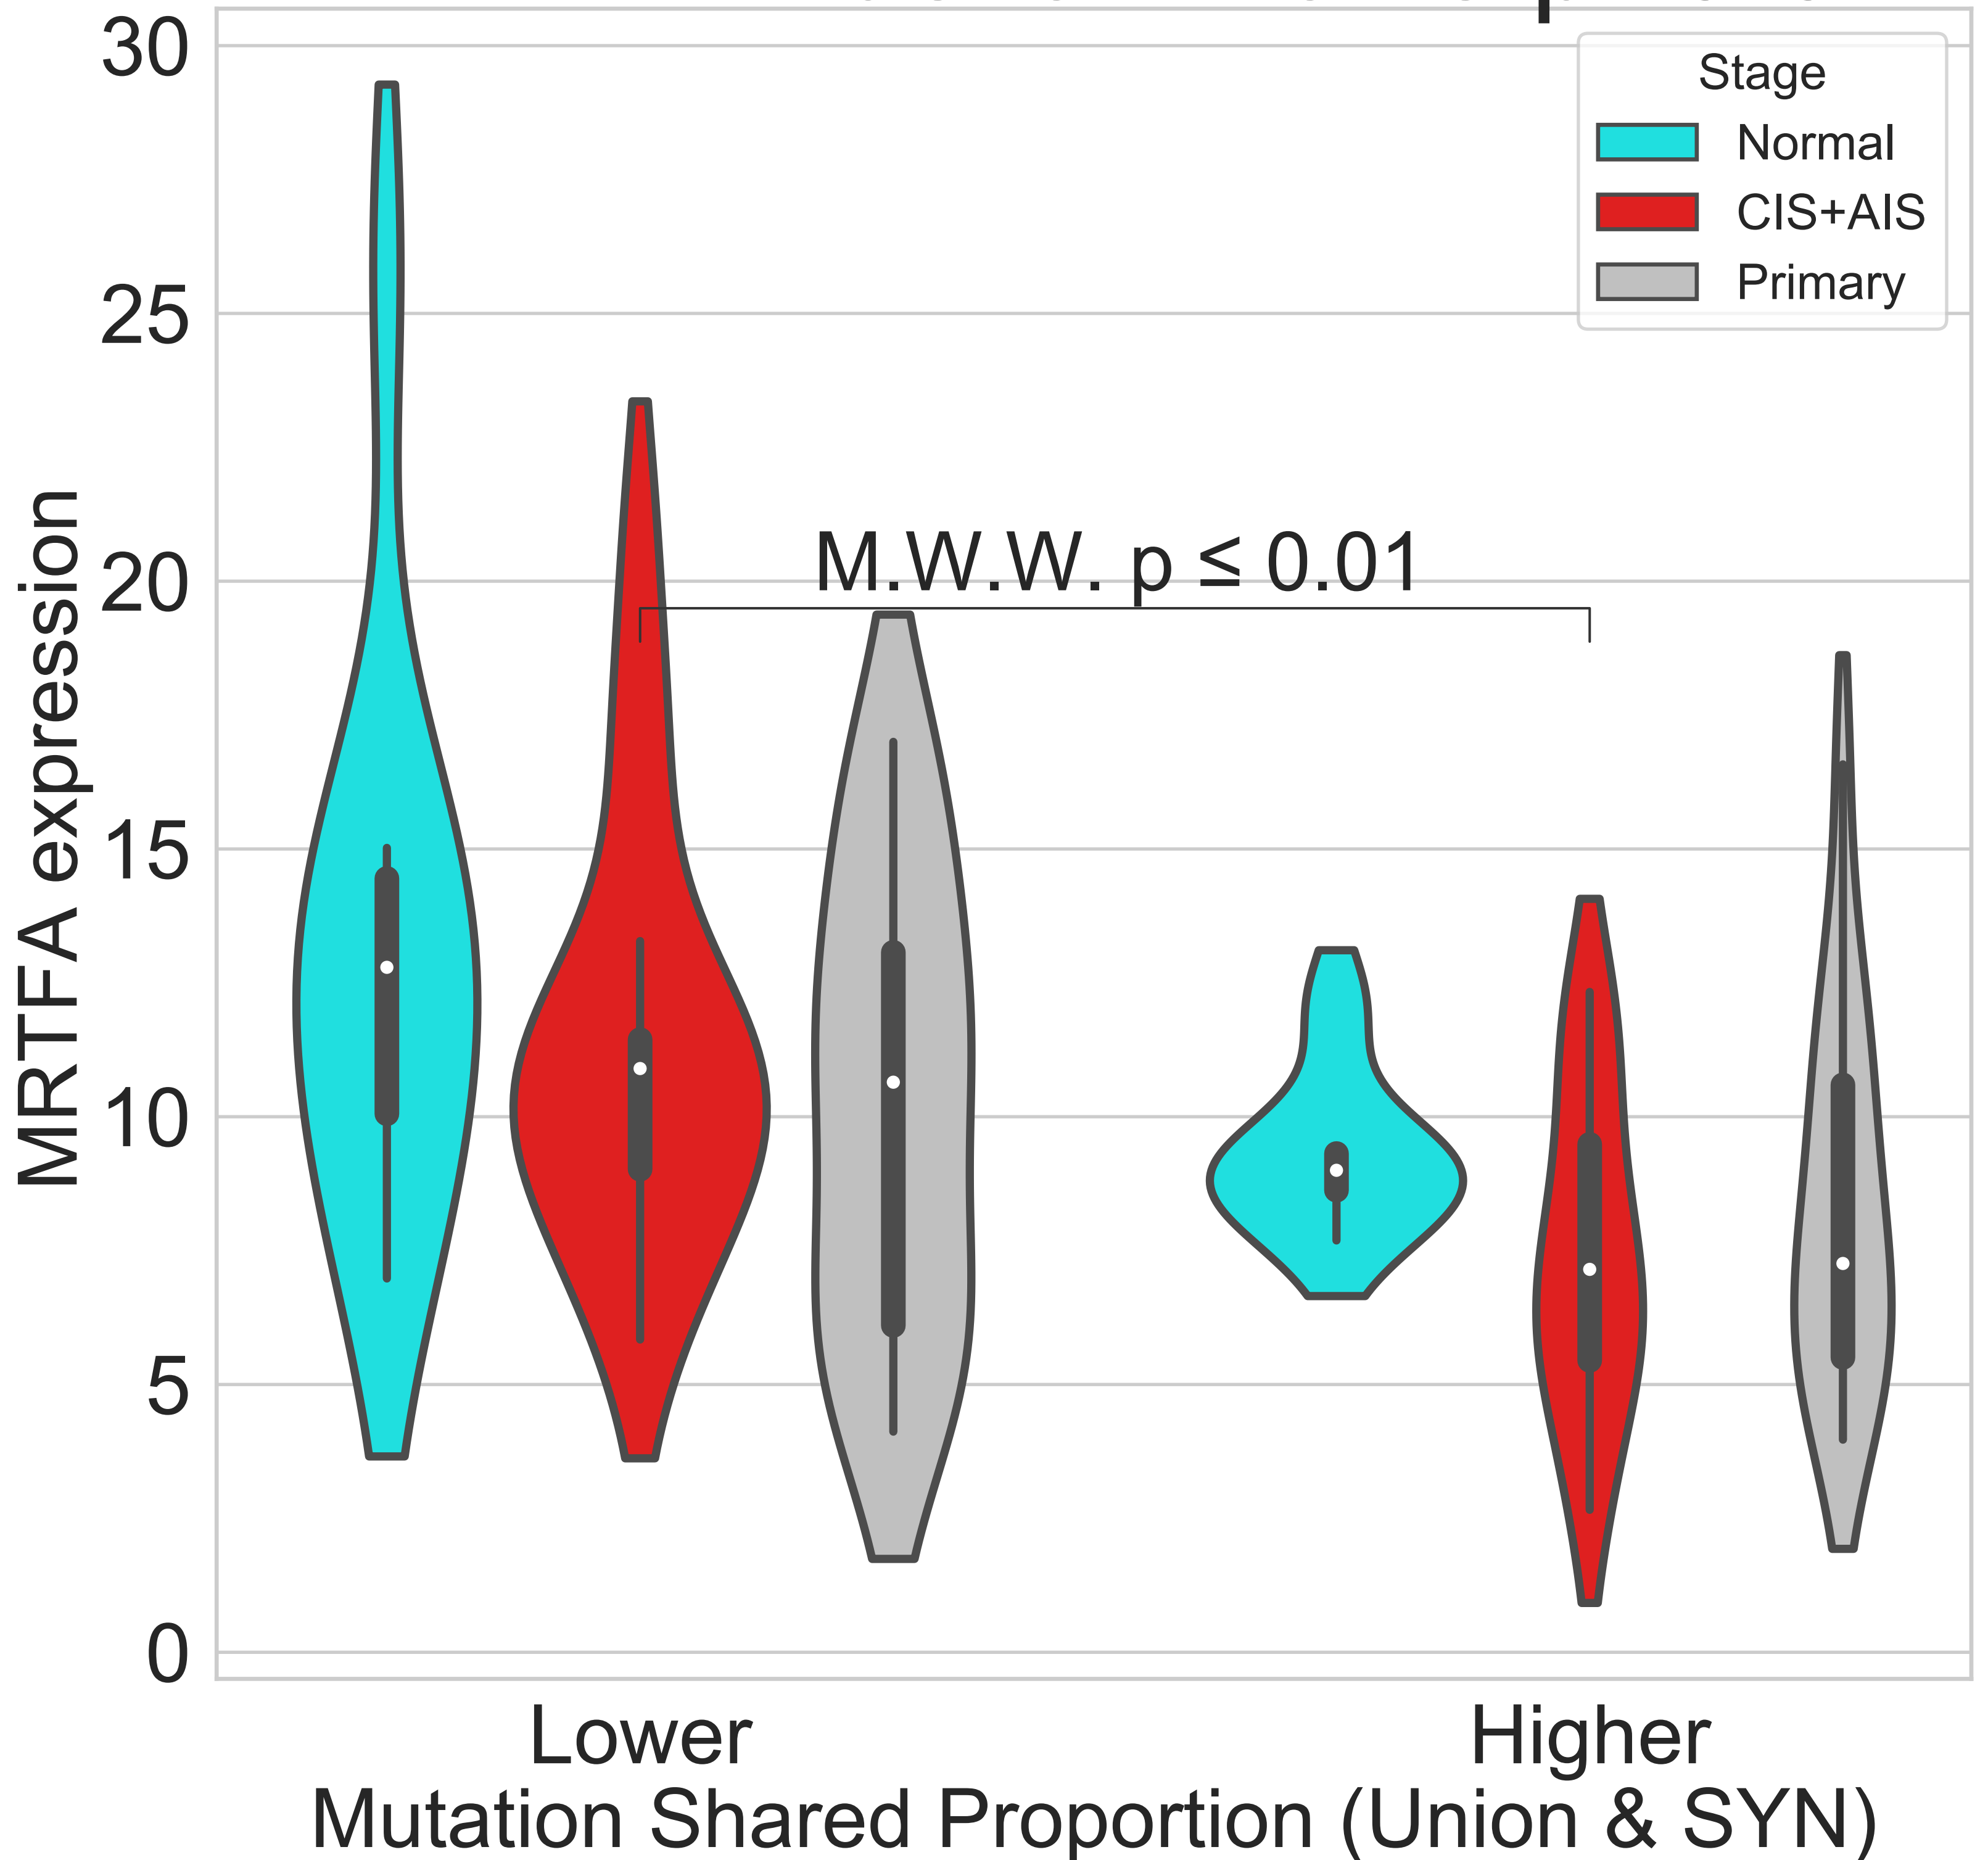 30
25
20
15
10
5
0
MRTFA expression
Stage
Normal
CIS+AIS
Primary
M.W.W. p ≤ 0.01
Lower
Higher
Mutation Shared Proportion (Union & SYN)